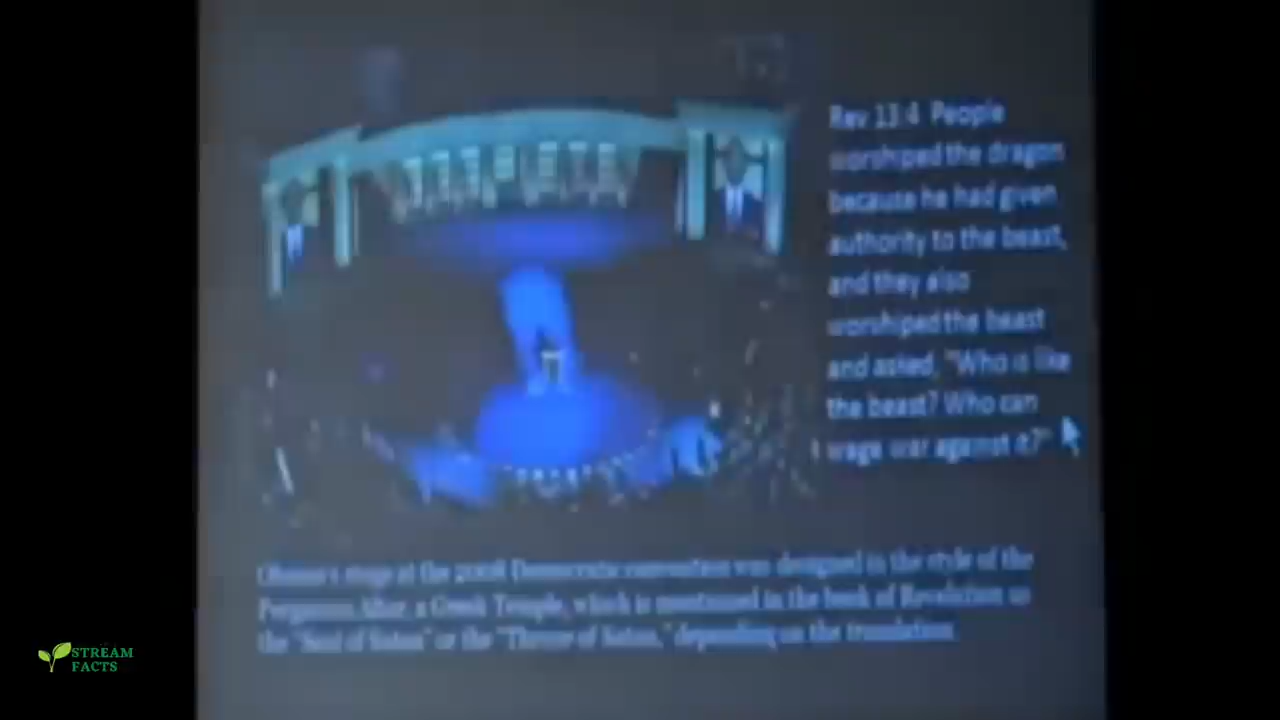 Rev 13:4 People
worshiped the dragon
because he had given
authority to the beast,
and they also
worshiped the beast
and asked, "Who is like
the beast? Who can
wage war against it?"
Obama's stage at the 2008 Democratic convention was designed in the style of the
Pergamon Altar, a Greek Temple, which is mentioned in the book of Revelation as
the "Seat of Satan" or the "Throne of Satan," depending on the translation.
STREAM
FACTS